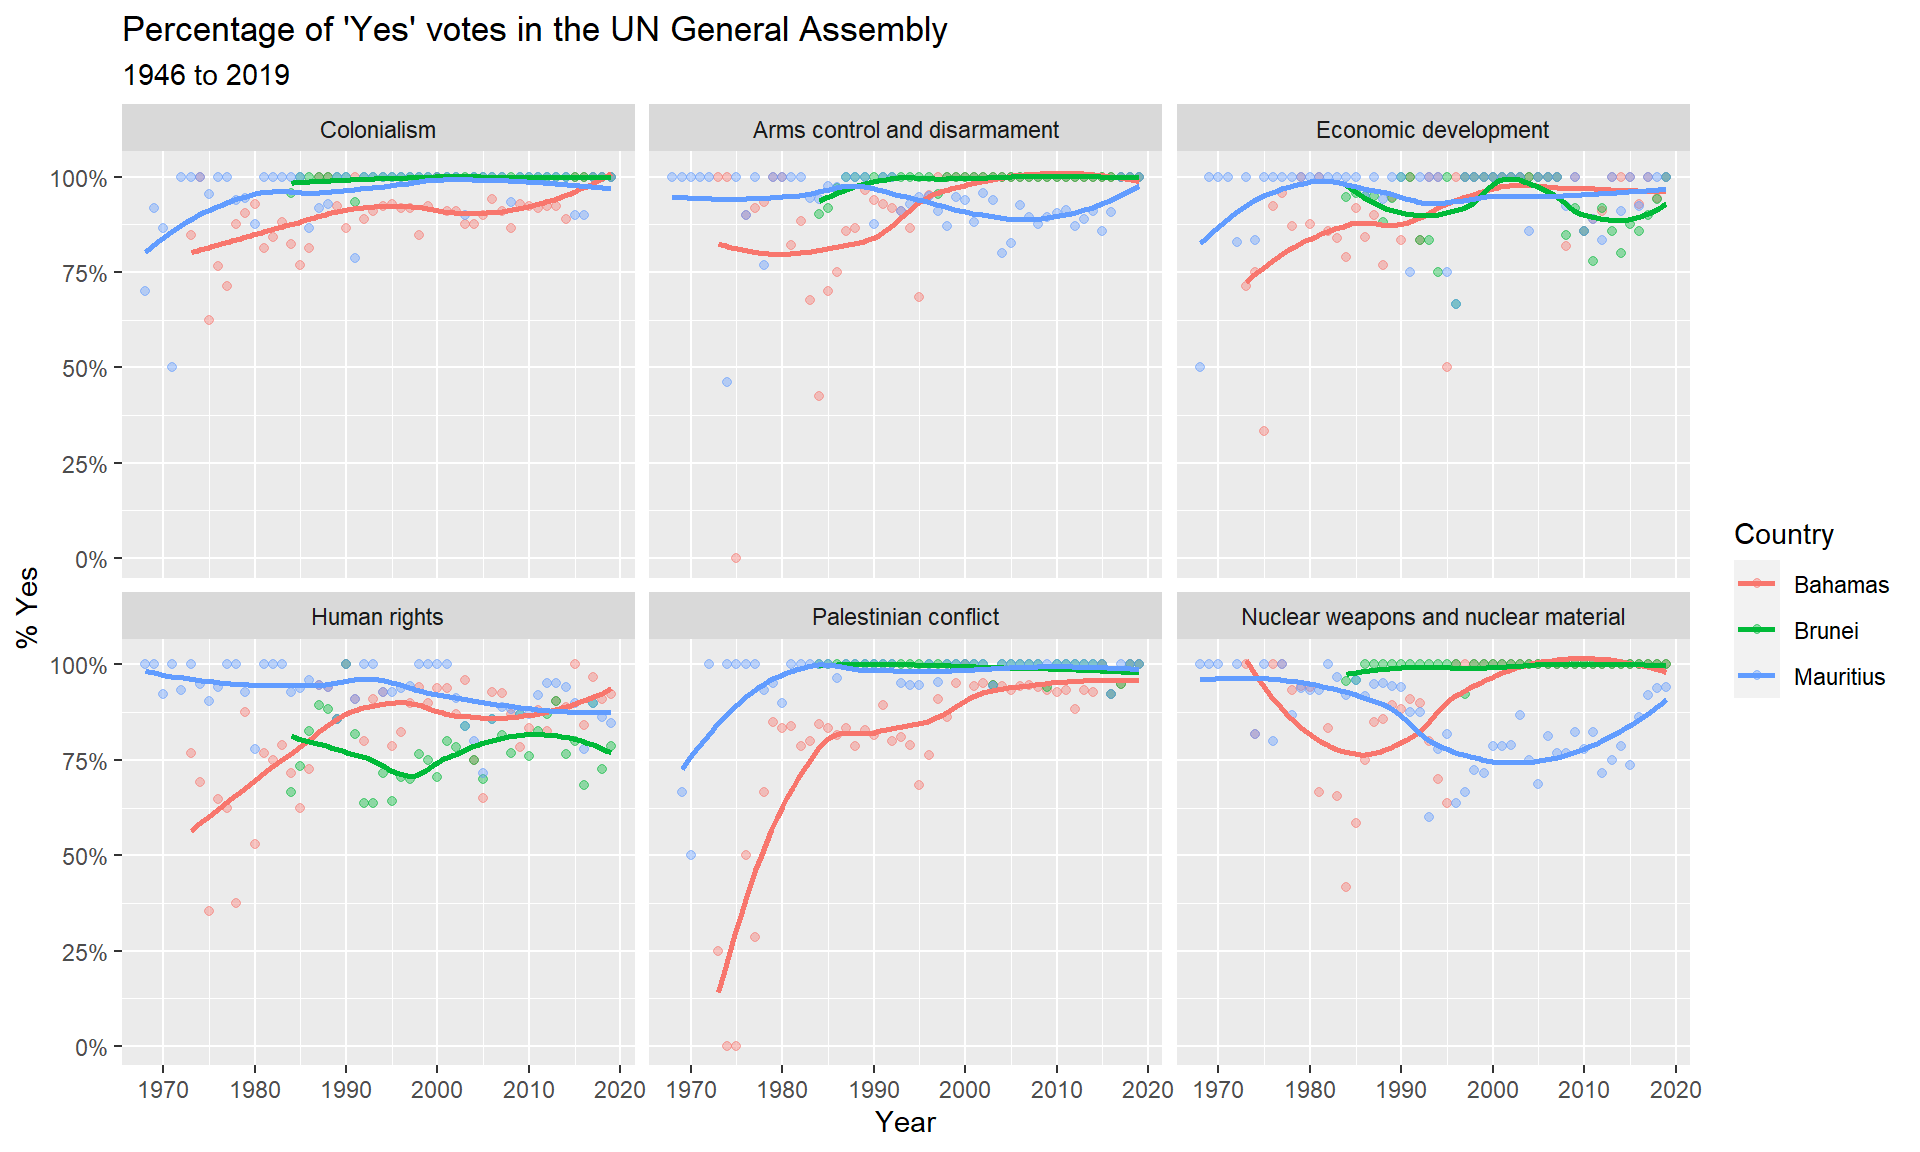 Percentage of 'Yes' votes in the UN General Assembly
1946 to 2019
Colonialism
Arms control and disarmament
Economic development
100%
75%
50%
25%
0%
Human rights
Palestinian conflict
Nuclear weapons and nuclear material
100%
75%
50%
25%
0%
1970 1980 1990 2000 2010 2020
1970 1980 1990 2000 2010 2020
1970 1980 1990 2000 2010 2020
Year
% Yes
Country
Bahamas
Brunei
Mauritius